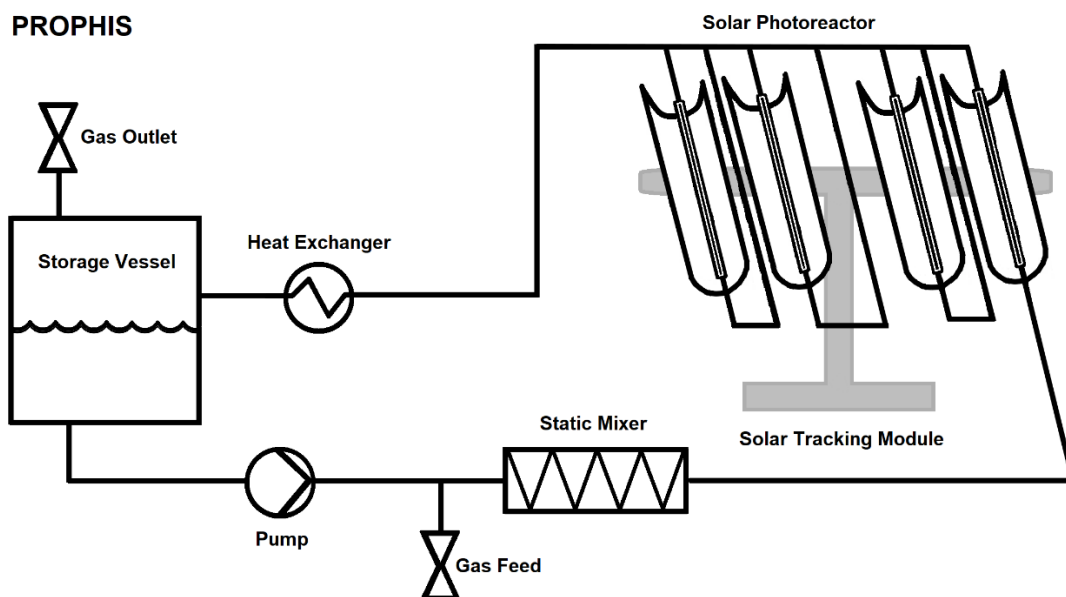 PROPHIS
Solar Photoreactor
Gas Outlet
Heat Exchanger
Storage Vessel
Static Mixer
Solar Tracking Module
Pump
Gas Feed